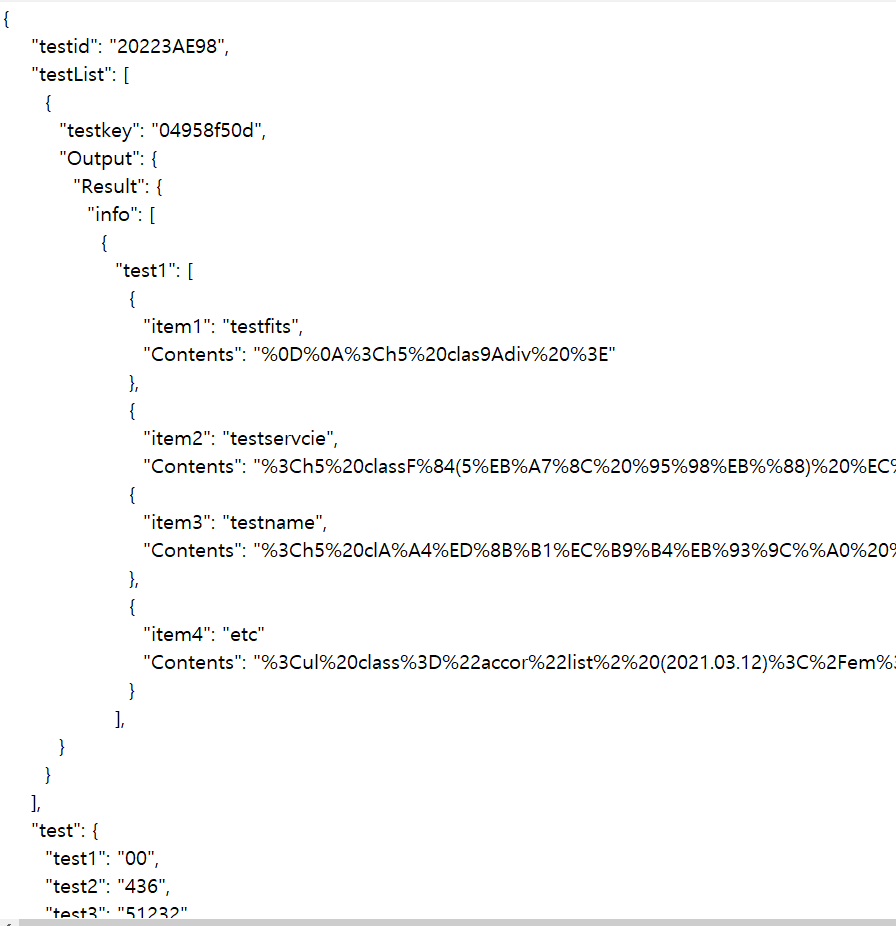 {
"testid": "20223AE98",
"testList": [
{
"testkey": "04958f50d",
"Output": {
"Result": {
"info": [
{
"test1": [
{
"item1": "testfits",
"Contents": "%0D%0A%3Ch5%20clas9Adiv%20%3E"
},
{
"item2": "testservcie",
"Contents": "%3Ch5%20classF%84(5%EB%A7%8C%20%95%98%EB%%88)%20%EC%
{
"item3": "testname",
"Contents": "%3Ch5%20clA%A4%ED%8B%B1%EC%B9%B4%EB%93%9C%%A0%20%
},
{
"item4": "etc"
"Contents": "%3Cul%20class%3D%22accor%22list%2%20(2021.03.12)%3C%2Fem%3
}
],
}
}
],
"test": {
"test1": "00",
"test2": "436",
"test3": "51232"